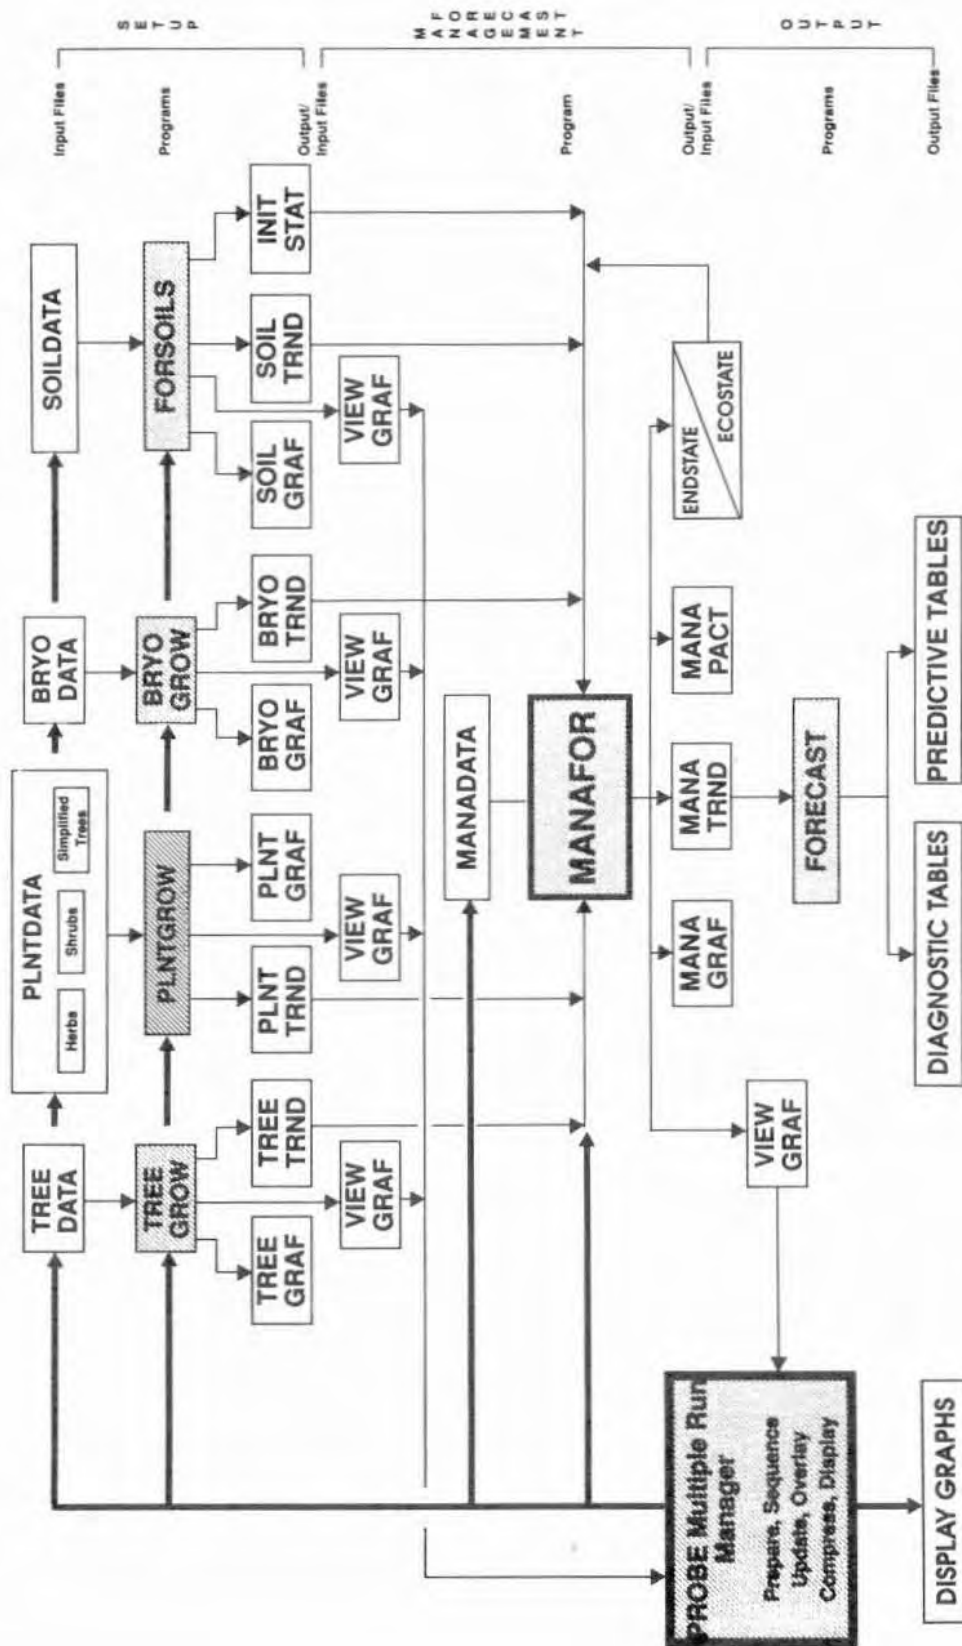 SETUP
Input Files
Programs
Output/
Input Files
MANAGEMENT
FORECAST
Program
Output/
Input Files
OUTPUT
Programs
Output Files
TREE
DATA
PLNTDATA
Herbs
Shrubs
Simplified
Trees
BRYO
DATA
SOILDATA
TREE
GROW
PLNTGROW
BRYO
GROW
FORSOILS
TREE
GRAF
TREE
TRND
PLNT
TRND
PLNT
GRAF
BRYO
GRAF
BRYO
TRND
SOIL
GRAF
SOIL
TRND
INIT
STAT
VIEW
GRAF
VIEW
GRAF
VIEW
GRAF
VIEW
GRAF
MANADATA
MANAFOR
PROBE Multiple Run
Manager
Prepare, Sequence
Update, Overlay
Compress, Display
VIEW
GRAF
MANA
GRAF
MANA
TRND
MANA
PACT
ENDSTATE
ECOSTATE
FORECAST
DISPLAY GRAPHS
DIAGNOSTIC TABLES
PREDICTIVE TABLES